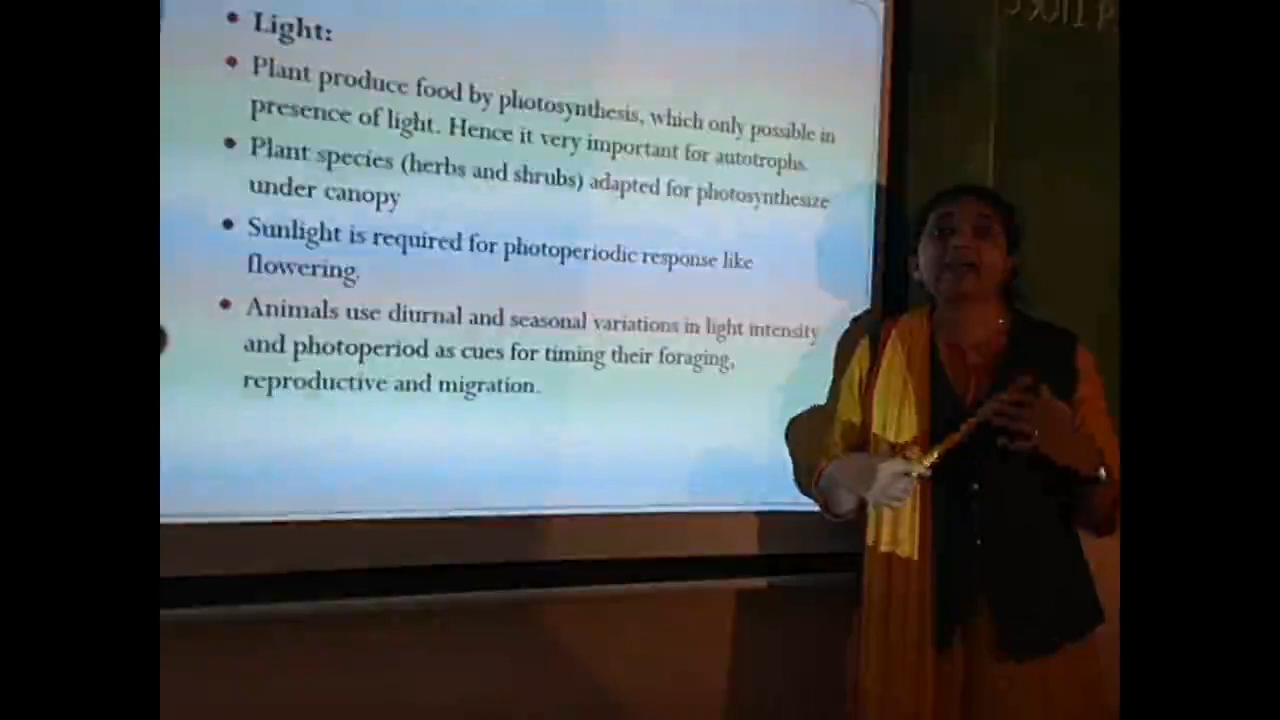 • Light:
• Plant produce food by photosynthesis, which only possible in
presence of light. Hence it very important for autotrophs.
• Plant species (herbs and shrubs) adapted for photosynthesize
under canopy
• Sunlight is required for photoperiodic response like
flowering.
• Animals use diurnal and seasonal variations in light intensity
and photoperiod as cues for timing their foraging,
reproductive and migration.